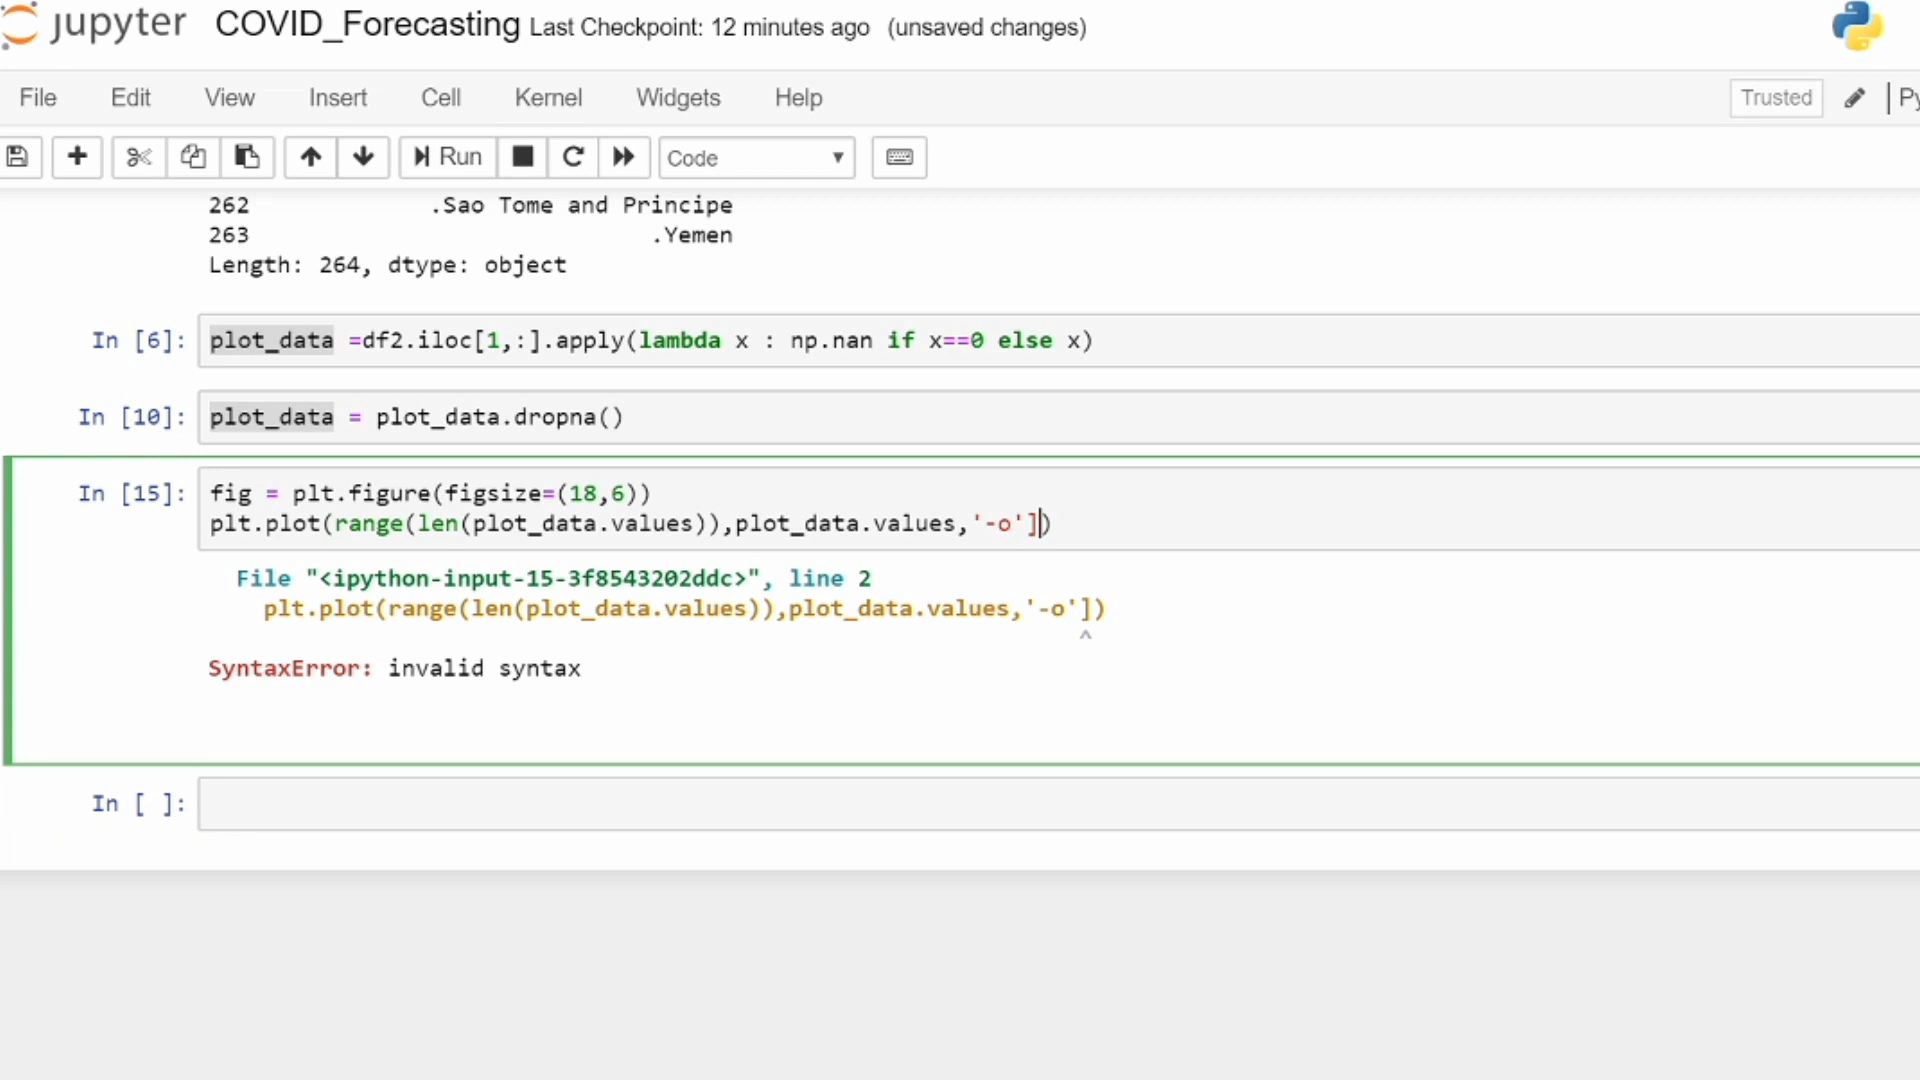 jupyter COVID_Forecasting Last Checkpoint: 12 minutes ago (unsaved changes)
File Edit View Insert Cell Kernel Widgets Help Trusted Py
Run Code
262 .Sao Tome and Principe
263 .Yemen
Length: 264, dtype: object
In [6]: plot_data =df2.iloc[1,:].apply(lambda x : np.nan if x==0 else x)
In [10]: plot_data = plot_data.dropna()
In [15]: fig = plt.figure(figsize=(18,6))
plt.plot(range(len(plot_data.values)),plot_data.values,'-o'])
File "<ipython-input-15-3f8543202ddc>", line 2
plt.plot(range(len(plot_data.values)),plot_data.values,'-o'])
^
SyntaxError: invalid syntax
In [ ]: